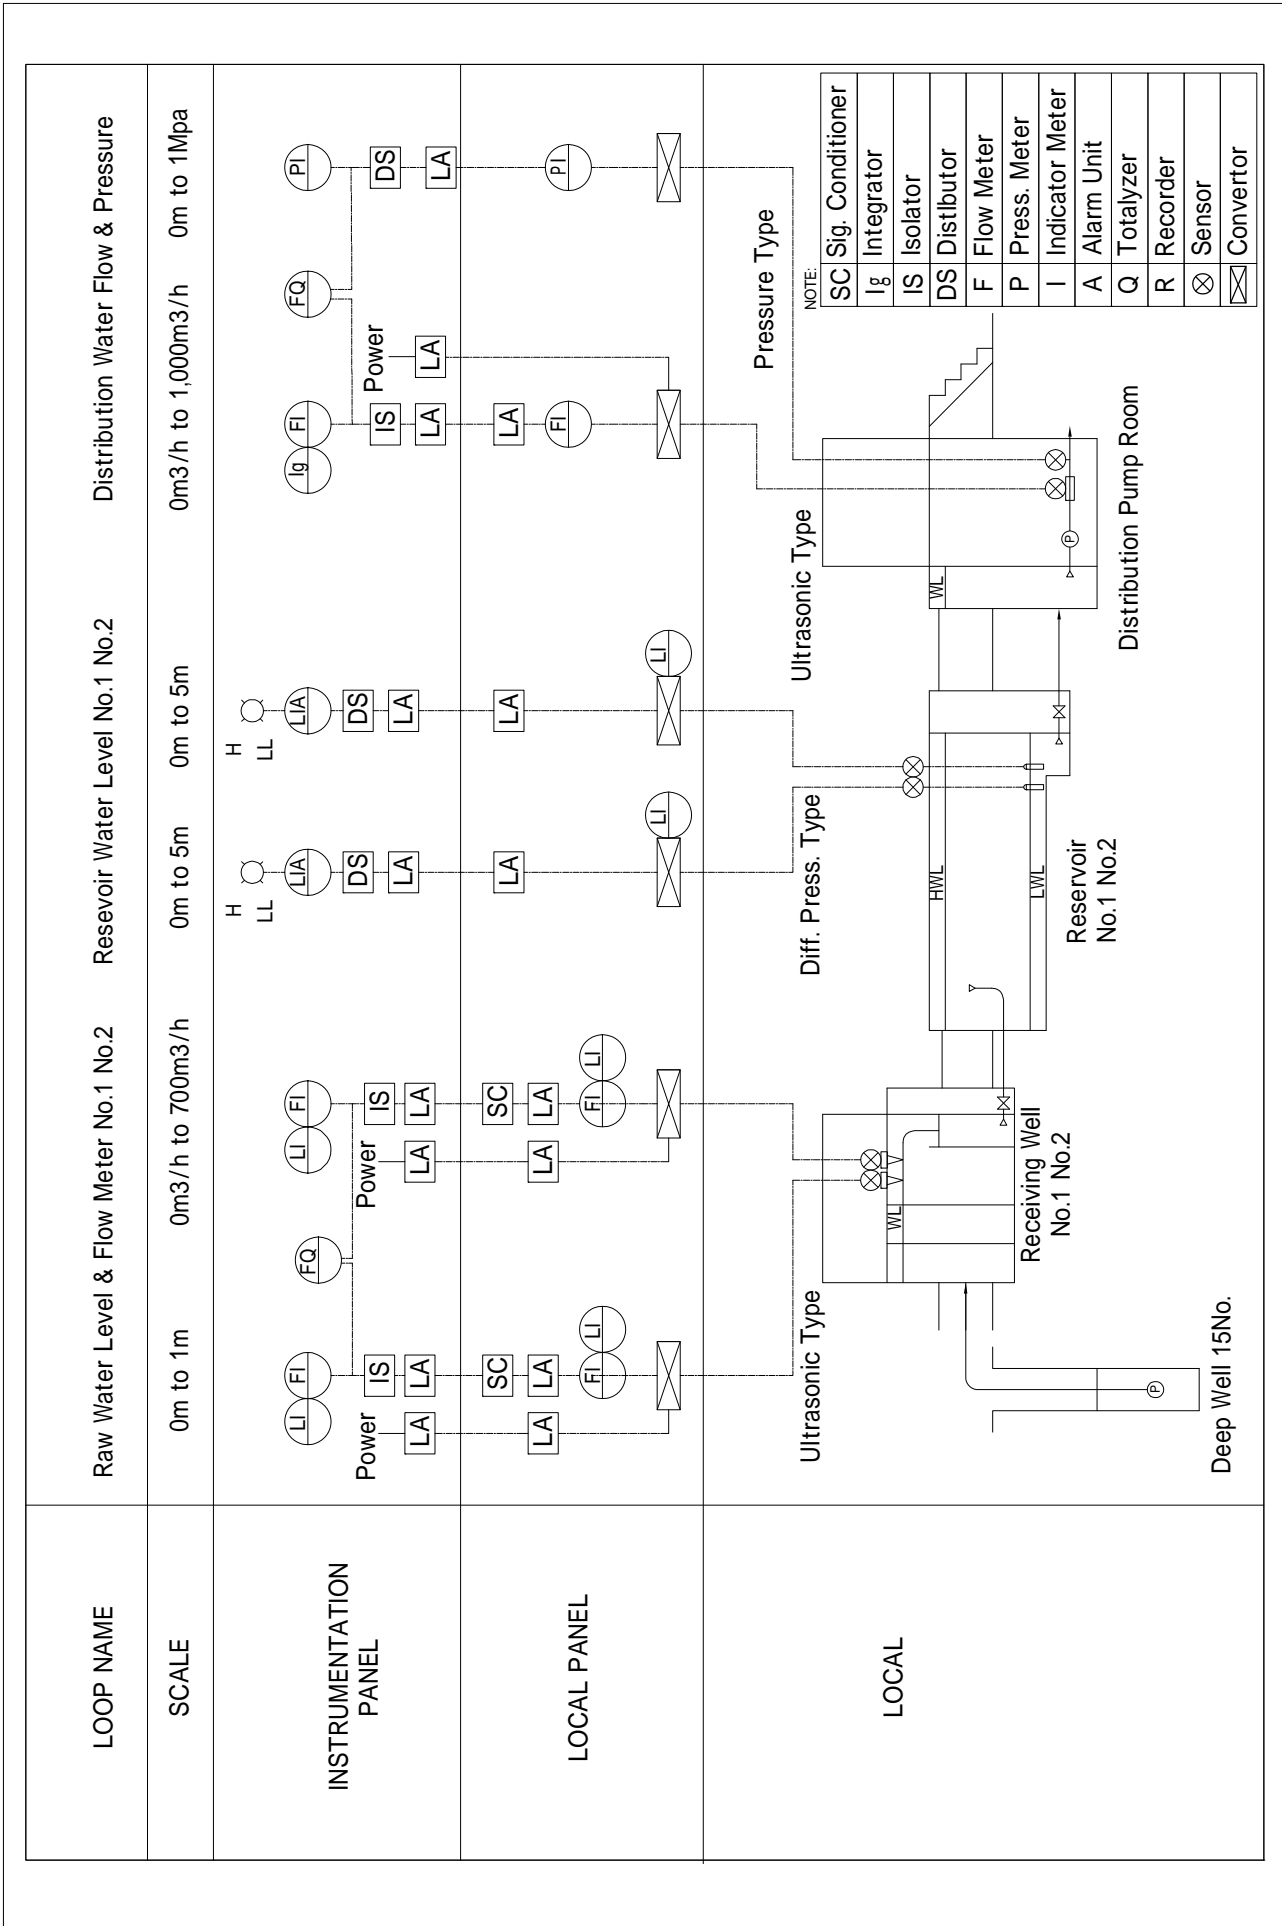 LOOP NAME
Raw Water Level & Flow Meter No.1 No.2
Resevoir Water Level No.1 No.2
Distribution Water Flow & Pressure
SCALE
0m to 1m
0m3/h to 700m3/h
0m to 5m
0m to 5m
0m3/h to 1,000m3/h
0m to 1Mpa
INSTRUMENTATION
PANEL
H
LL
H
LL
LI
FI
FQ
LI
FI
LIA
LIA
Ig
FI
FQ
PI
Power
IS
Power
IS
DS
DS
IS
Power
DS
LA
LA
LA
LA
LA
LA
LA
LA
LA
LOCAL PANEL
SC
SC
LA
LA
LA
LA
LA
LA
LA
LA
LA
FI
LI
FI
LI
FI
PI
LI
LI
LOCAL
Ultrasonic Type
Diff. Press. Type
Ultrasonic Type
Pressure Type
WL
HWL
LWL
WL
P
P
Deep Well 15No.
Receiving Well
No.1 No.2
Reservoir
No.1 No.2
Distribution Pump Room
NOTE:
SC Sig. Conditioner
Ig Integrator
IS Isolator
DS DistIbutor
F Flow Meter
P Press. Meter
I Indicator Meter
A Alarm Unit
Q Totalyzer
R Recorder
Sensor
Convertor